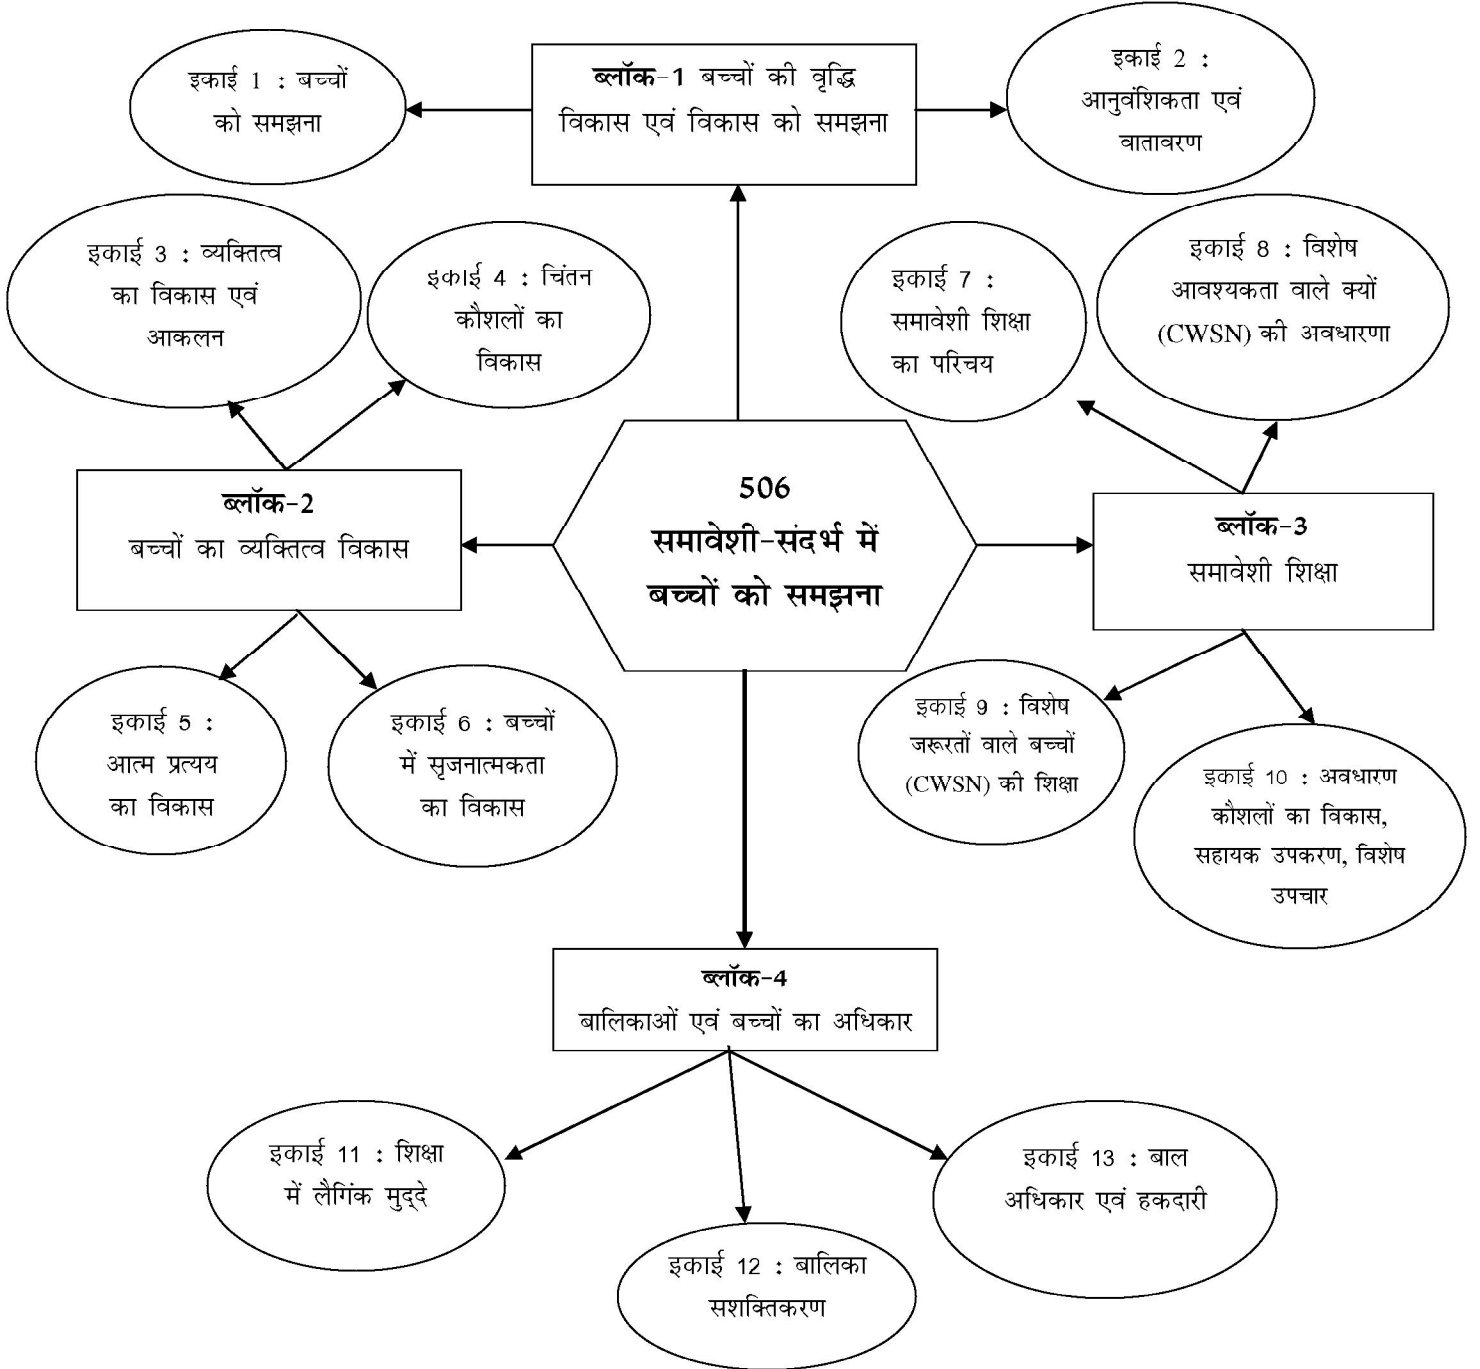 ब्लॉक-1 बच्चों की वृद्धि
विकास एवं विकास को समझना
इकाई 1 : बच्चों
को समझना
इकाई 2 :
आनुवंशिकता एवं
वातावरण
इकाई 3 : व्यक्तित्व
का विकास एवं
आकलन
इकाई 4 : चिंतन
कौशलों का
विकास
इकाई 7 :
समावेशी शिक्षा
का परिचय
इकाई 8 : विशेष
आवश्यकता वाले क्यों
(CWSN) की अवधारणा
ब्लॉक-2
बच्चों का व्यक्तित्व विकास
506
समावेशी-संदर्भ में
बच्चों को समझना
ब्लॉक-3
समावेशी शिक्षा
इकाई 5 :
आत्म प्रत्यय
का विकास
इकाई 6 : बच्चों
में सृजनात्मकता
का विकास
इकाई 9 : विशेष
जरूरतों वाले बच्चों
(CWSN) की शिक्षा
इकाई 10 : अवधारण
कौशलों का विकास,
सहायक उपकरण, विशेष
उपचार
ब्लॉक-4
बालिकाओं एवं बच्चों का अधिकार
इकाई 11 : शिक्षा
में लैगिंक मुद्दे
इकाई 12 : बालिका
सशक्तिकरण
इकाई 13 : बाल
अधिकार एवं हकदारी